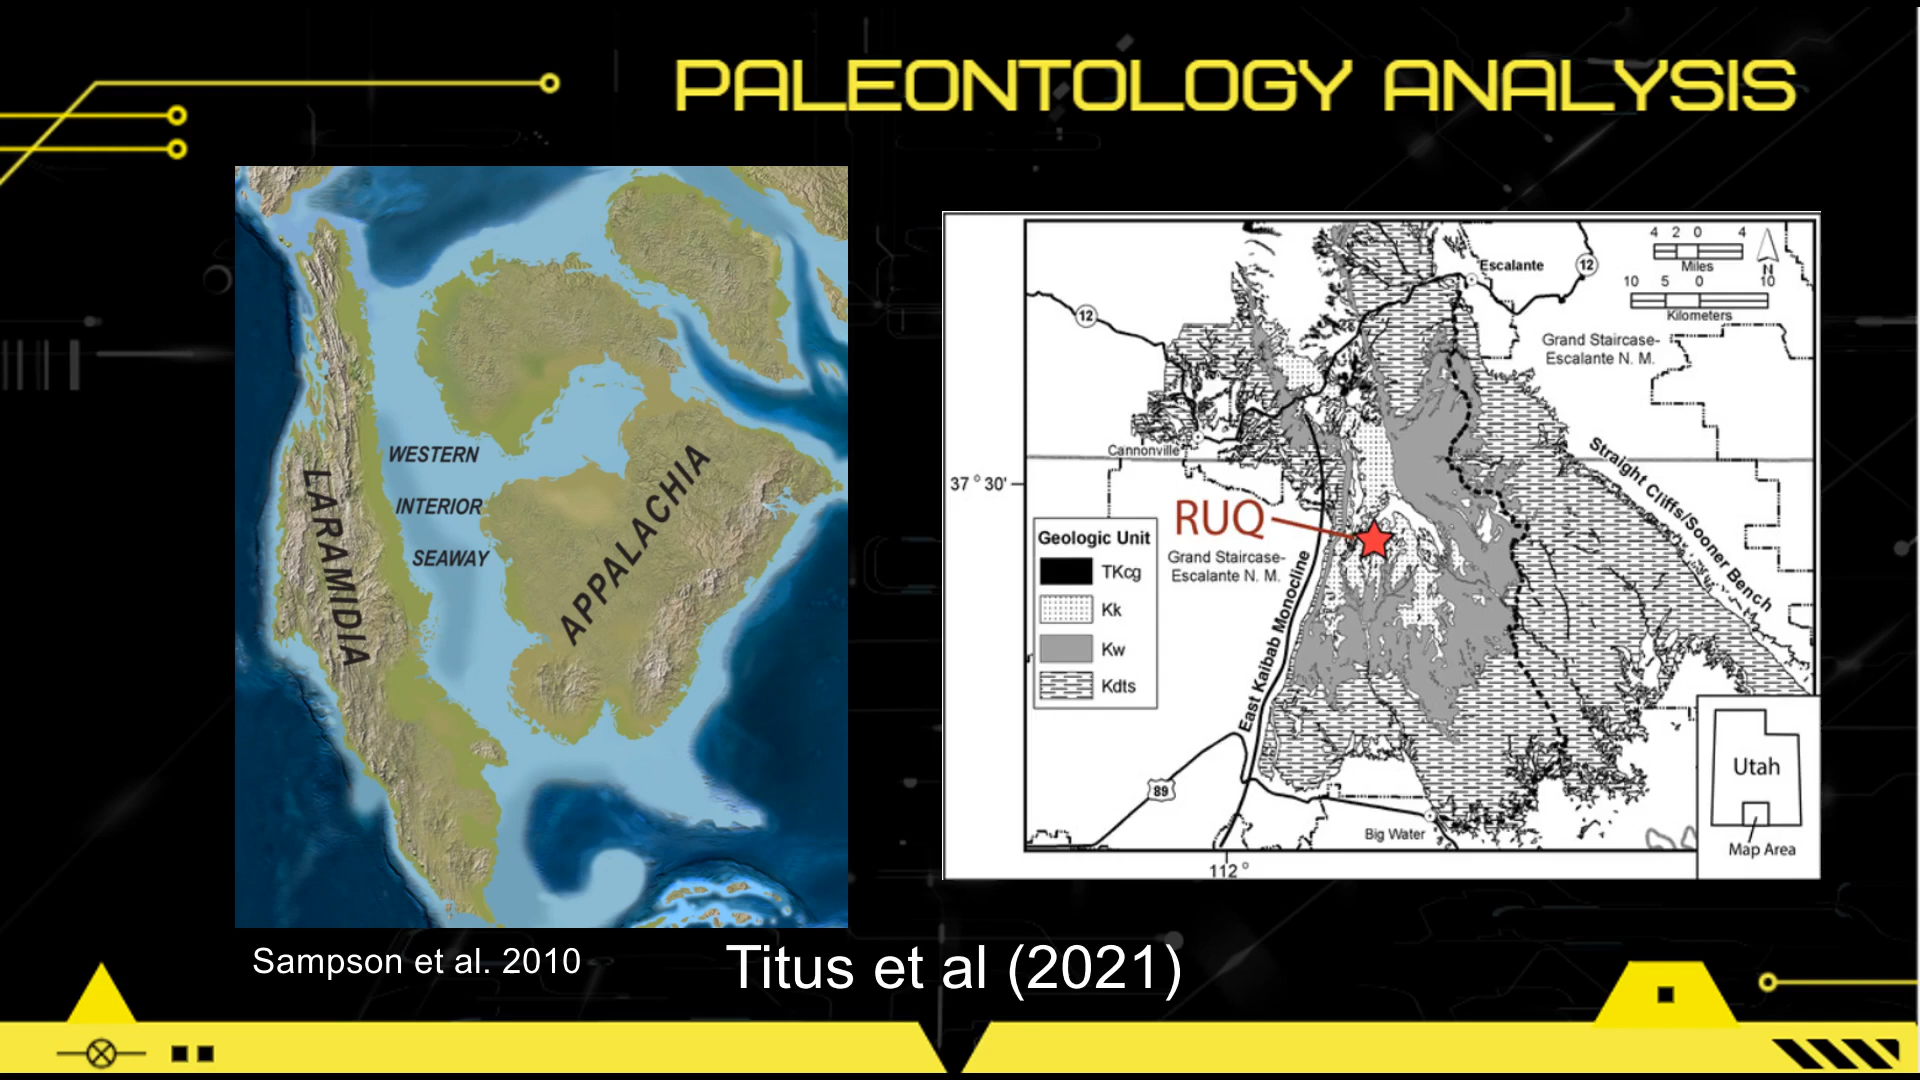 PALEONTOLOGY ANALYSIS
WESTERN
INTERIOR
SEAWAY
LARAMIDIA
APPALACHIA
4 2 0 4
Miles
N
10 5 0 10
Kilometers
Escalante
12
12
Grand Staircase-
Escalante N. M.
Cannonville
37° 30'
RUQ
Grand Staircase-
Escalante N. M.
Straight Cliffs/Sooner Bench
East Kaibab Monocline
Geologic Unit
TKcg
Kk
Kw
Kdts
89
Big Water
Utah
Map Area
112°
Sampson et al. 2010
Titus et al (2021)